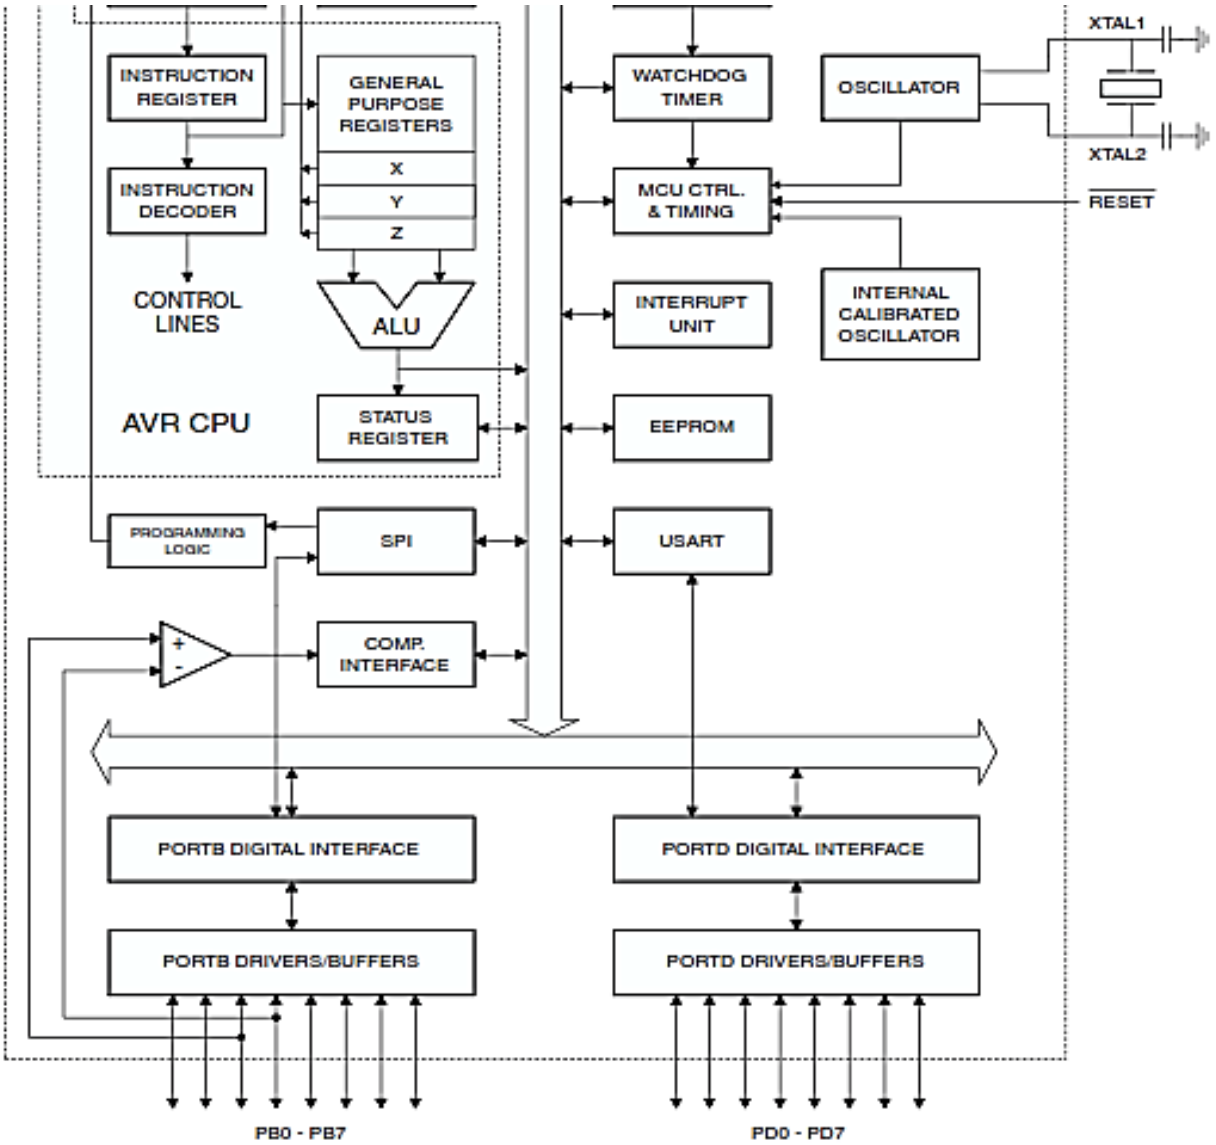 XTAL1
INSTRUCTION
REGISTER
GENERAL
PURPOSE
REGISTERS
WATCHDOG
TIMER
OSCILLATOR
XTAL2
INSTRUCTION
DECODER
X
Y
Z
MCU CTRL.
& TIMING
RESET
CONTROL
LINES
ALU
INTERRUPT
UNIT
INTERNAL
CALIBRATED
OSCILLATOR
AVR CPU
STATUS
REGISTER
EEPROM
PROGRAMMING
LOGIC
SPI
USART
+
-
COMP.
INTERFACE
PORTB DIGITAL INTERFACE
PORTD DIGITAL INTERFACE
PORTB DRIVERS/BUFFERS
PORTD DRIVERS/BUFFERS
PB0 - PB7
PD0 - PD7